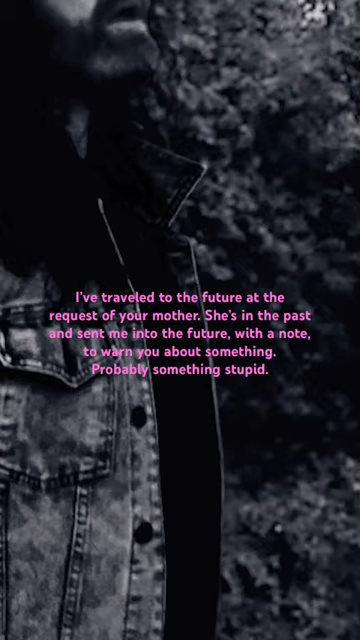 I've traveled to the future at the
request of your mother. She's in the past
and sent me into the future, with a note,
to warn you about something.
Probably something stupid.